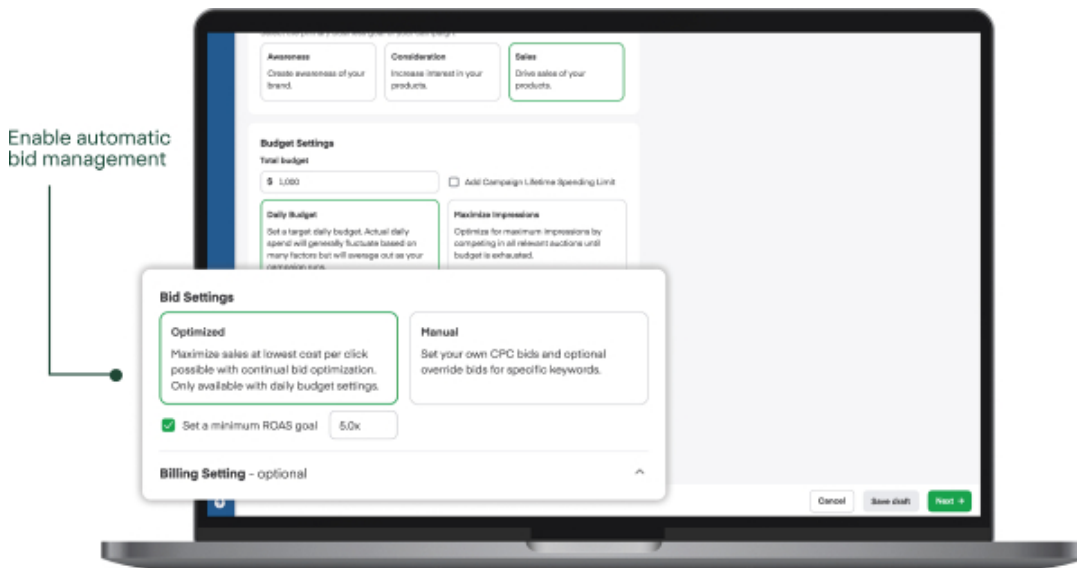 Awareness
Create awareness of your
brand.
Consideration
Increase interest in your
products.
Sales
Drive sales of your
products.
Enable automatic
bid management
Budget Settings
Total budget
$ 1,000
Add Campaign Lifetime Spending Limit
Daily Budget
Set a target daily budget. Actual daily
spend will generally fluctuate based on
many factors but will average out as your
campaign runs.
Maximize Impressions
Optimize for maximum impressions by
competing in all relevant auctions until
budget is exhausted.
Bid Settings
Optimized
Maximize sales at lowest cost per click
possible with continual bid optimization.
Only available with daily budget settings.
Manual
Set your own CPC bids and optional
override bids for specific keywords.
Set a minimum ROAS goal
5.0x
Billing Setting - optional
Cancel
Save draft
Next →